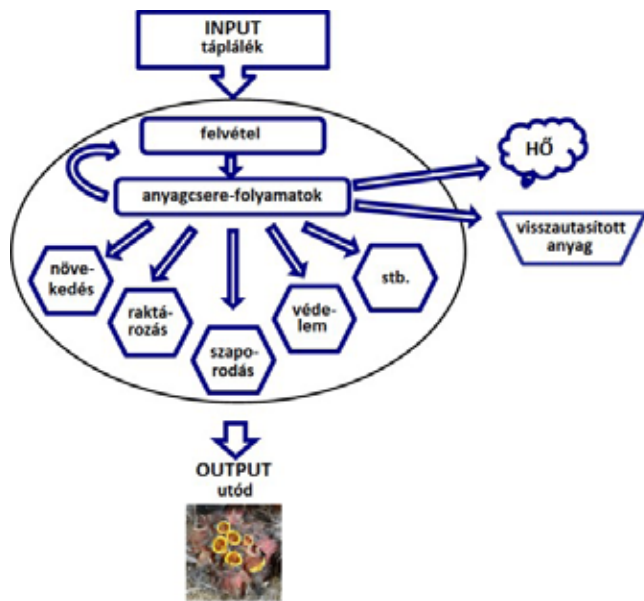 INPUT
táplálék
felvétel
anyagcsere-folyamatok
HŐ
visszautasított
anyag
növe-
kedés
raktá-
rozás
szapo-
rodás
véde-
lem
stb.
OUTPUT
utód